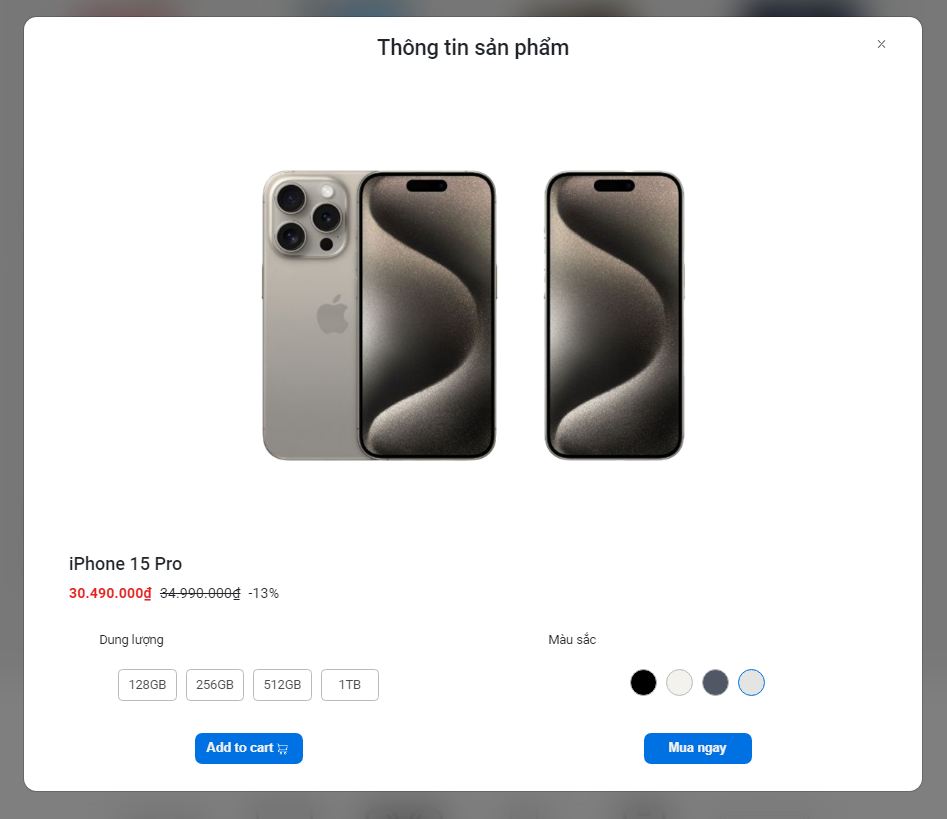 Thông tin sản phẩm
iPhone 15 Pro
30.490.000₫ 34.990.000₫ -13%
Dung lượng
Màu sắc
128GB 256GB 512GB 1TB
Add to cart
Mua ngay